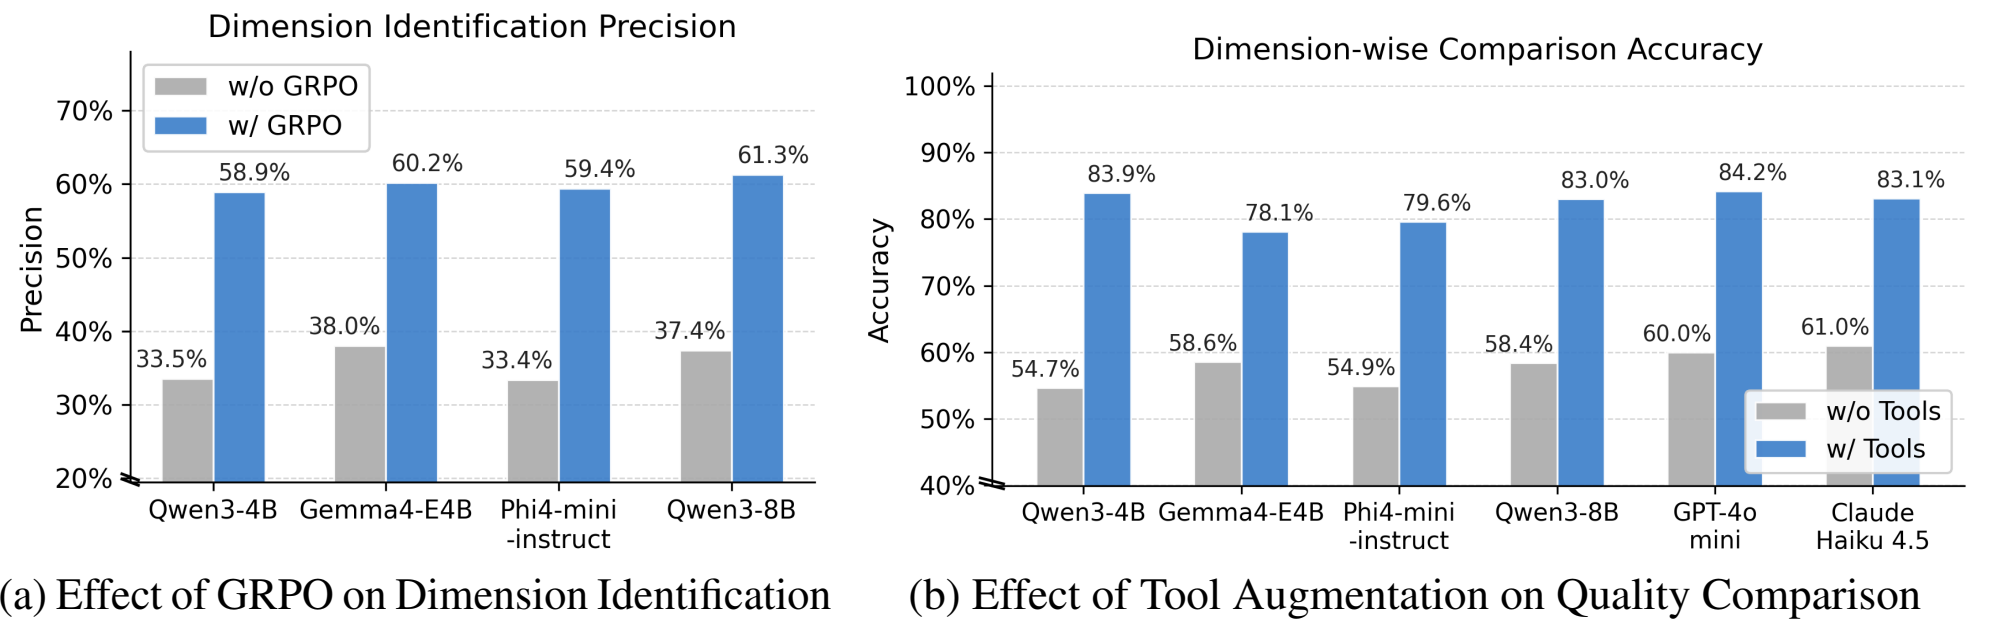 Dimension Identification Precision
w/o GRPO
w/ GRPO
Precision
70%
60%
50%
40%
30%
20%
33.5%
58.9%
38.0%
60.2%
33.4%
59.4%
37.4%
61.3%
Qwen3-4B
Gemma4-E4B
Phi4-mini
-instruct
Qwen3-8B
(a) Effect of GRPO on Dimension Identification
Dimension-wise Comparison Accuracy
Accuracy
100%
90%
80%
70%
60%
50%
40%
54.7%
83.9%
58.6%
78.1%
54.9%
79.6%
58.4%
83.0%
60.0%
84.2%
61.0%
83.1%
w/o Tools
w/ Tools
Qwen3-4B
Gemma4-E4B
Phi4-mini
-instruct
Qwen3-8B
GPT-4o
mini
Claude
Haiku 4.5
(b) Effect of Tool Augmentation on Quality Comparison